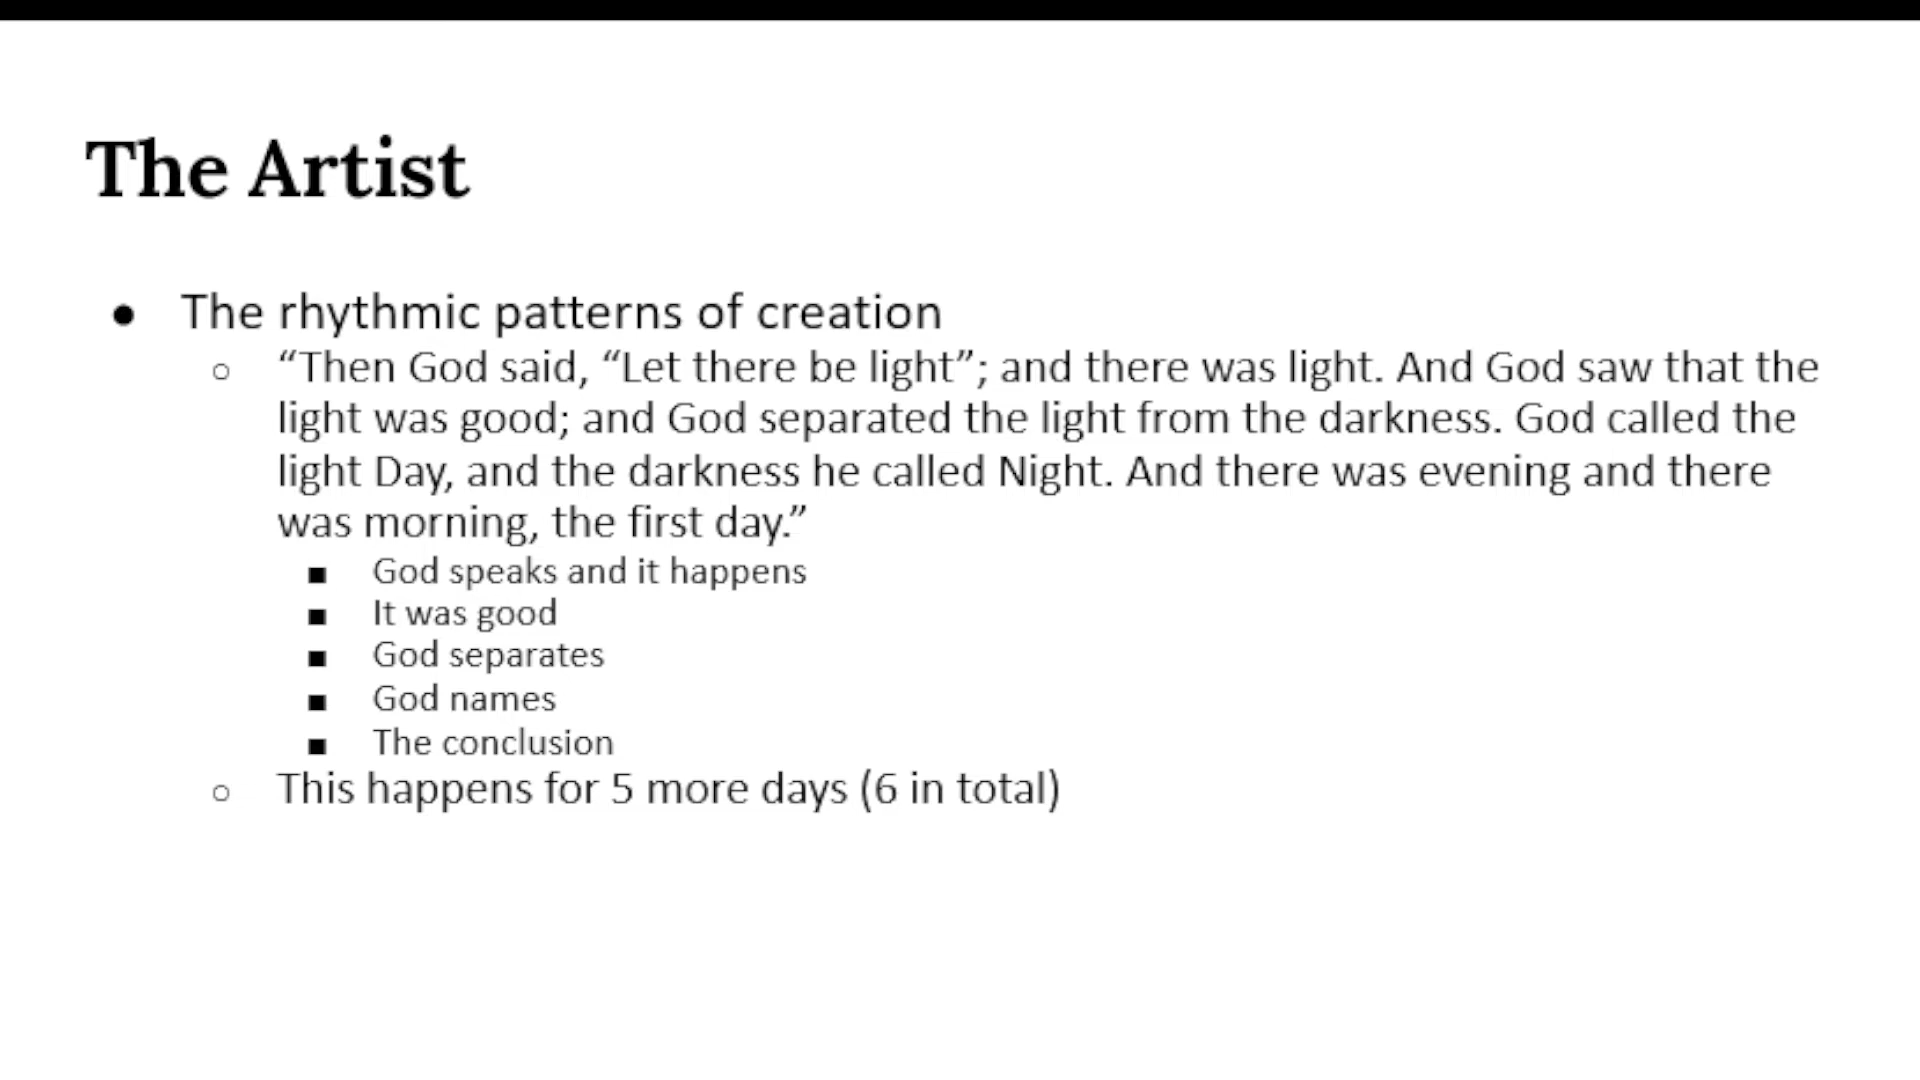 The Artist
● The rhythmic patterns of creation
○ “Then God said, “Let there be light”; and there was light. And God saw that the
light was good; and God separated the light from the darkness. God called the
light Day, and the darkness he called Night. And there was evening and there
was morning, the first day.”
■ God speaks and it happens
■ It was good
■ God separates
■ God names
■ The conclusion
○ This happens for 5 more days (6 in total)